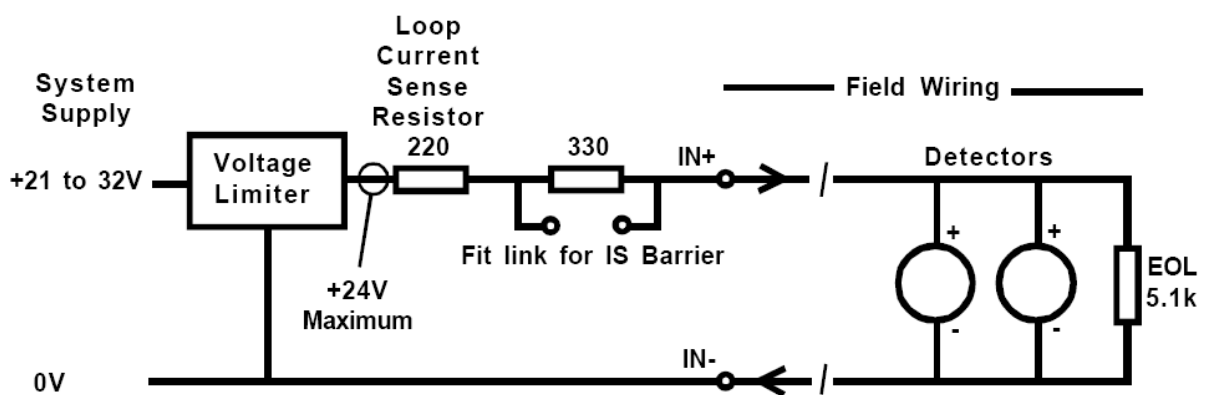 System
Supply
+21 to 32V
0V
Voltage
Limiter
+24V
Maximum
Loop
Current
Sense
Resistor
220
330
Fit link for IS Barrier
IN+
IN-
Field Wiring
Detectors
+
-
+
-
EOL
5.1k